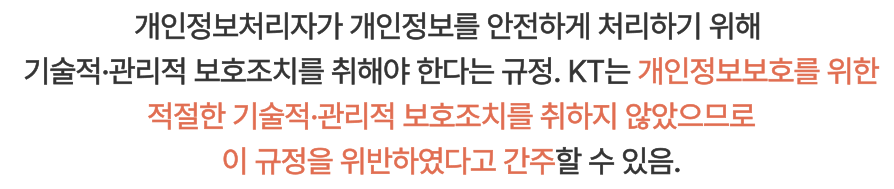 개인정보처리자가 개인정보를 안전하게 처리하기 위해
기술적·관리적 보호조치를 취해야 한다는 규정. KT는 개인정보보호를 위한
적절한 기술적·관리적 보호조치를 취하지 않았으므로
이 규정을 위반하였다고 간주할 수 있음.